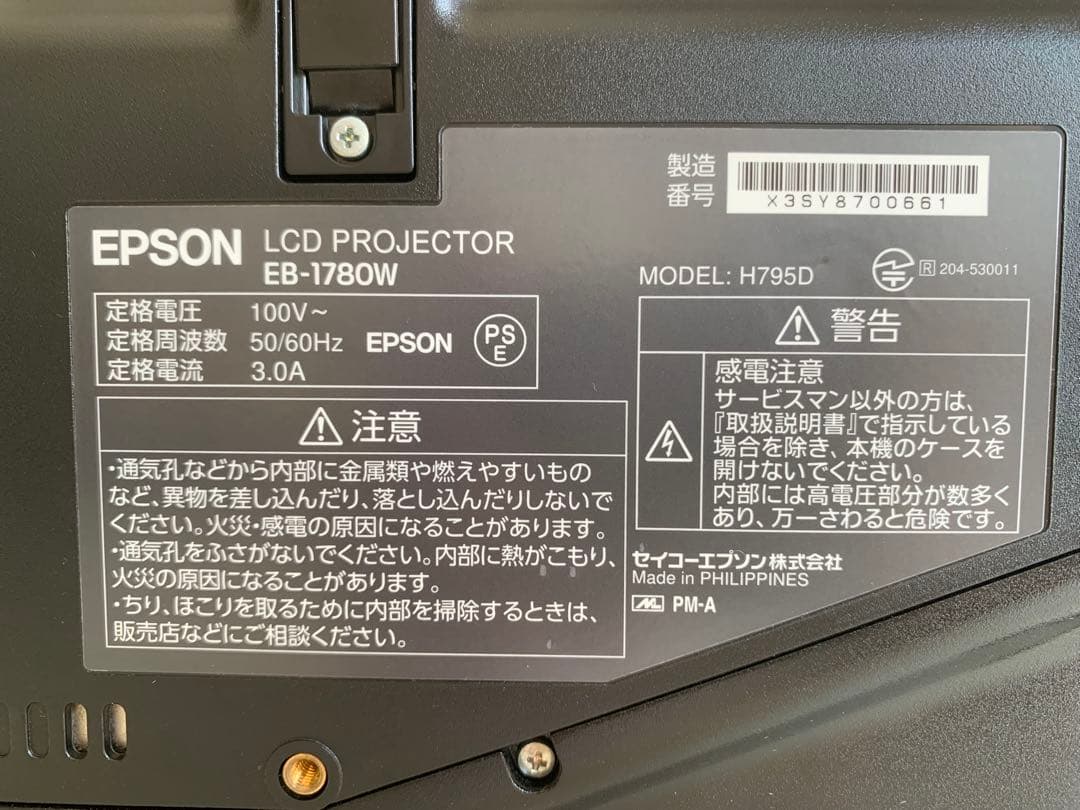 製造
番号
X3SY8700661
EPSON LCD PROJECTOR
EB-1780W
MODEL: H795D
R 204-530011
定格電圧 100V～
定格周波数 50/60Hz EPSON PSE
定格電流 3.0A
注意
・通気孔などから内部に金属類や燃えやすいもの
など、異物を差し込んだり、落とし込んだりしないで
ください。火災・感電の原因になることがあります。
・通気孔をふさがないでください。内部に熱がこもり、
火災の原因になることがあります。
・ちり、ほこりを取るために内部を掃除するときは、
販売店などにご相談ください。
警告
感電注意
サービスマン以外の方は、
『取扱説明書』で指示している
場合を除き、本機のケースを
開けないでください。
内部には高電圧部分が数多く
あり、万一さわると危険です。
セイコーエプソン株式会社
Made in PHILIPPINES
PM-A